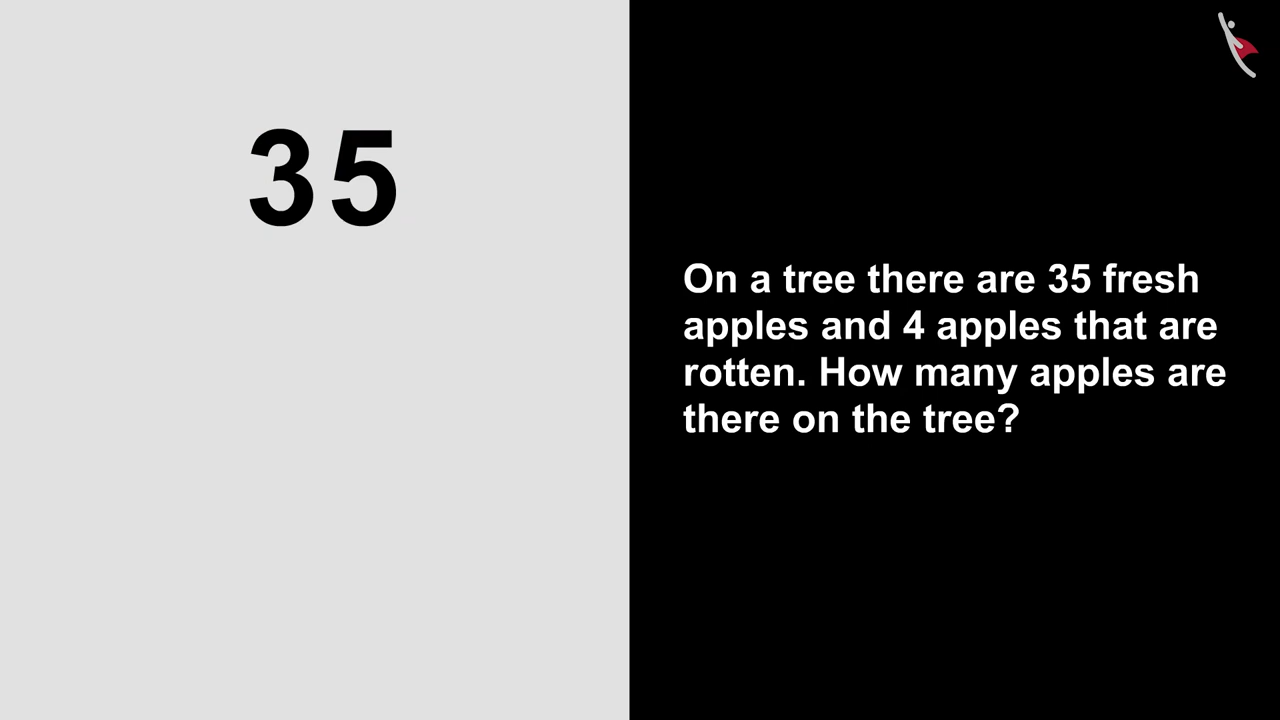 35
On a tree there are 35 fresh
apples and 4 apples that are
rotten. How many apples are
there on the tree?